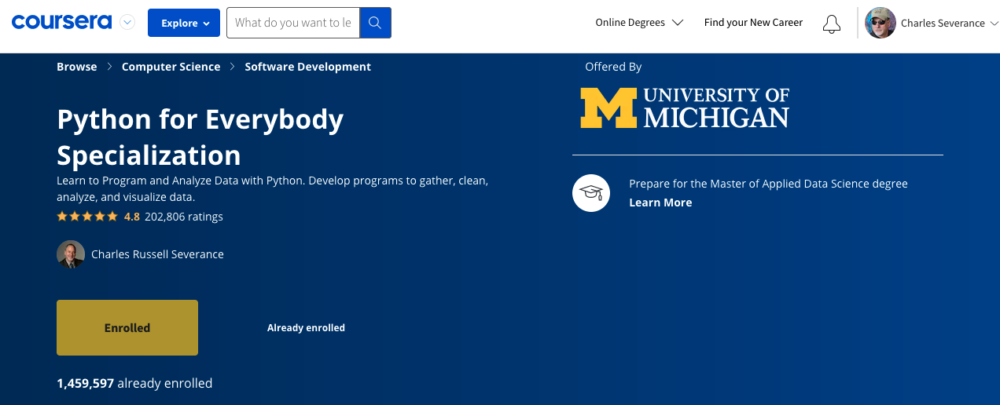 coursera
Explore
What do you want to le
Online Degrees
Find your New Career
Charles Severance
Browse
Computer Science
Software Development
Python for Everybody
Specialization
Learn to Program and Analyze Data with Python. Develop programs to gather, clean,
analyze, and visualize data.
4.8 202,806 ratings
Charles Russell Severance
Enrolled
Already enrolled
1,459,597 already enrolled
Offered By
M UNIVERSITY OF
MICHIGAN
Prepare for the Master of Applied Data Science degree
Learn More